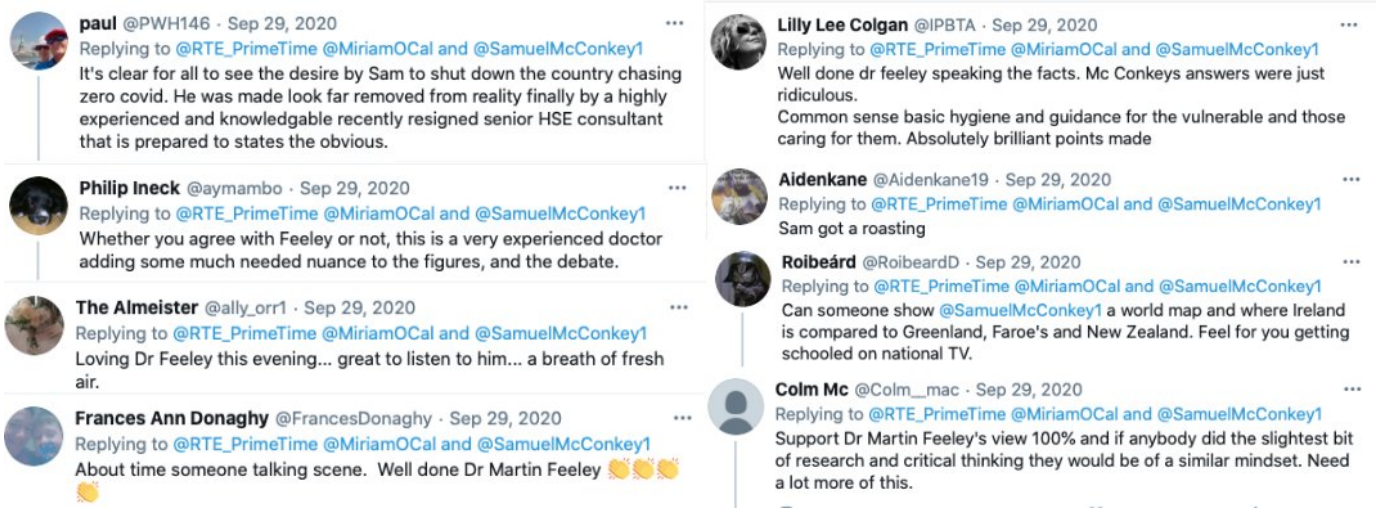 paul @PWH146 · Sep 29, 2020
Replying to @RTE_PrimeTime @MiriamOCal and @SamuelMcConkey1
It's clear for all to see the desire by Sam to shut down the country chasing
zero covid. He was made look far removed from reality finally by a highly
experienced and knowledgable recently resigned senior HSE consultant
that is prepared to states the obvious.
Philip Ineck @aymambo · Sep 29, 2020
Replying to @RTE_PrimeTime @MiriamOCal and @SamuelMcConkey1
Whether you agree with Feeley or not, this is a very experienced doctor
adding some much needed nuance to the figures, and the debate.
The Almeister @ally_orr1 · Sep 29, 2020
Replying to @RTE_PrimeTime @MiriamOCal and @SamuelMcConkey1
Loving Dr Feeley this evening... great to listen to him... a breath of fresh
air.
Frances Ann Donaghy @FrancesDonaghy · Sep 29, 2020
Replying to @RTE_PrimeTime @MiriamOCal and @SamuelMcConkey1
About time someone talking scene. Well done Dr Martin Feeley 👏👏👏
👏
Lilly Lee Colgan @IPBTA · Sep 29, 2020
Replying to @RTE_PrimeTime @MiriamOCal and @SamuelMcConkey1
Well done dr feeley speaking the facts. Mc Conkeys answers were just
ridiculous.
Common sense basic hygiene and guidance for the vulnerable and those
caring for them. Absolutely brilliant points made
Aidenkane @Aidenkane19 · Sep 29, 2020
Replying to @RTE_PrimeTime @MiriamOCal and @SamuelMcConkey1
Sam got a roasting
Roibeárd @RoibeardD · Sep 29, 2020
Replying to @RTE_PrimeTime @MiriamOCal and @SamuelMcConkey1
Can someone show @SamuelMcConkey1 a world map and where Ireland
is compared to Greenland, Faroe's and New Zealand. Feel for you getting
schooled on national TV.
Colm Mc @Colm__mac · Sep 29, 2020
Replying to @RTE_PrimeTime @MiriamOCal and @SamuelMcConkey1
Support Dr Martin Feeley's view 100% and if anybody did the slightest bit
of research and critical thinking they would be of a similar mindset. Need
a lot more of this.